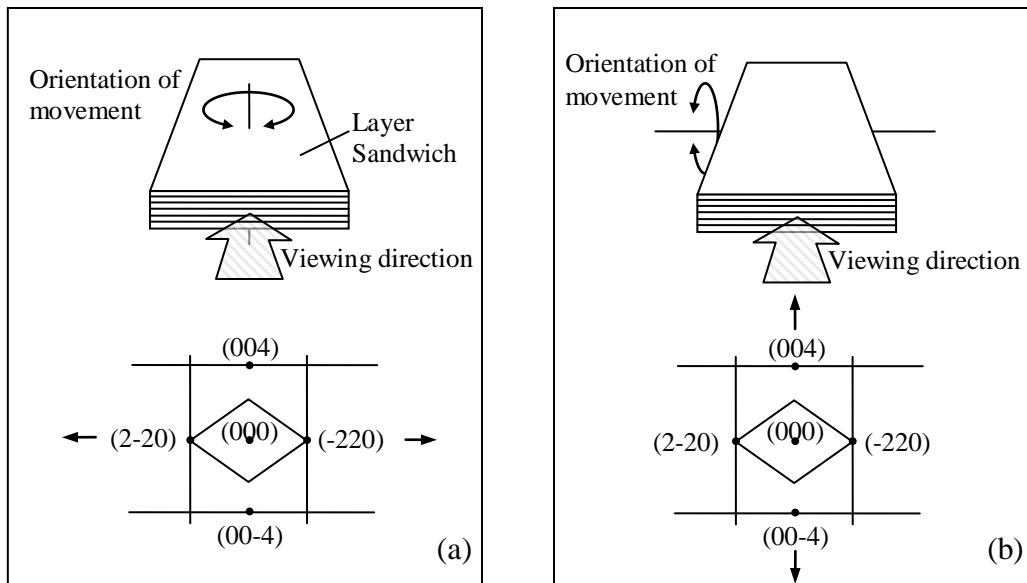 Orientation of
movement
Layer
Sandwich
Viewing direction
(004)
(2-20)
(000)
(-220)
(00-4)
(a)
Orientation of
movement
Viewing direction
(004)
(2-20)
(000)
(-220)
(00-4)
(b)